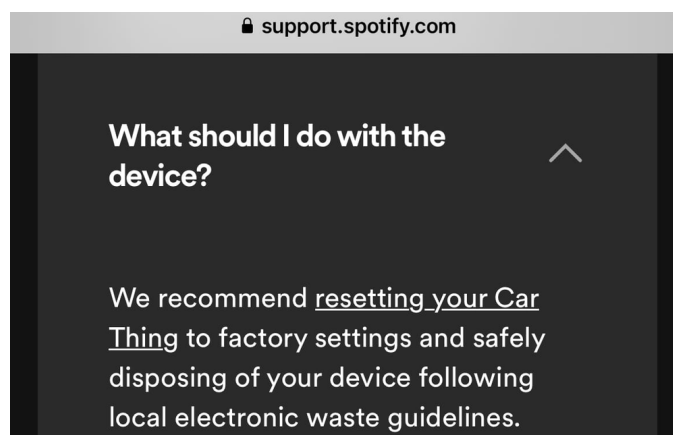 support.spotify.com
What should I do with the
device?
We recommend resetting your Car
Thing to factory settings and safely
disposing of your device following
local electronic waste guidelines.